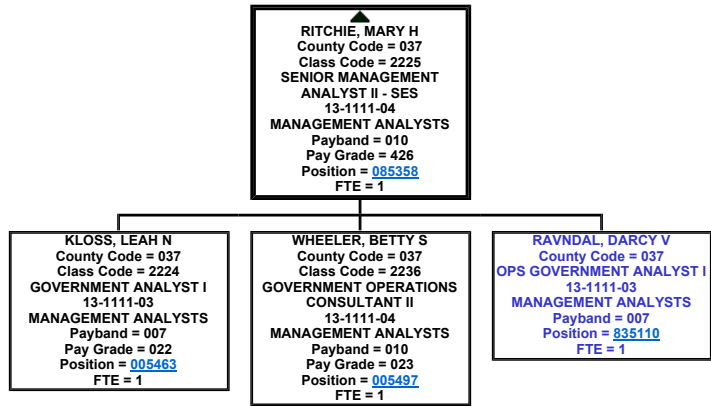 RITCHIE, MARY H
County Code = 037
Class Code = 2225
SENIOR MANAGEMENT
ANALYST II - SES
13-1111-04
MANAGEMENT ANALYSTS
Payband = 010
Pay Grade = 426
Position = 085358
FTE = 1
KLOSS, LEAH N
County Code = 037
Class Code = 2224
GOVERNMENT ANALYST I
13-1111-03
MANAGEMENT ANALYSTS
Payband = 007
Pay Grade = 022
Position = 005463
FTE = 1
WHEELER, BETTY S
County Code = 037
Class Code = 2236
GOVERNMENT OPERATIONS
CONSULTANT II
13-1111-04
MANAGEMENT ANALYSTS
Payband = 010
Pay Grade = 023
Position = 005497
FTE = 1
RAVNDAL, DARCY V
County Code = 037
OPS GOVERNMENT ANALYST I
13-1111-03
MANAGEMENT ANALYSTS
Payband = 007
Position = 835110
FTE = 1